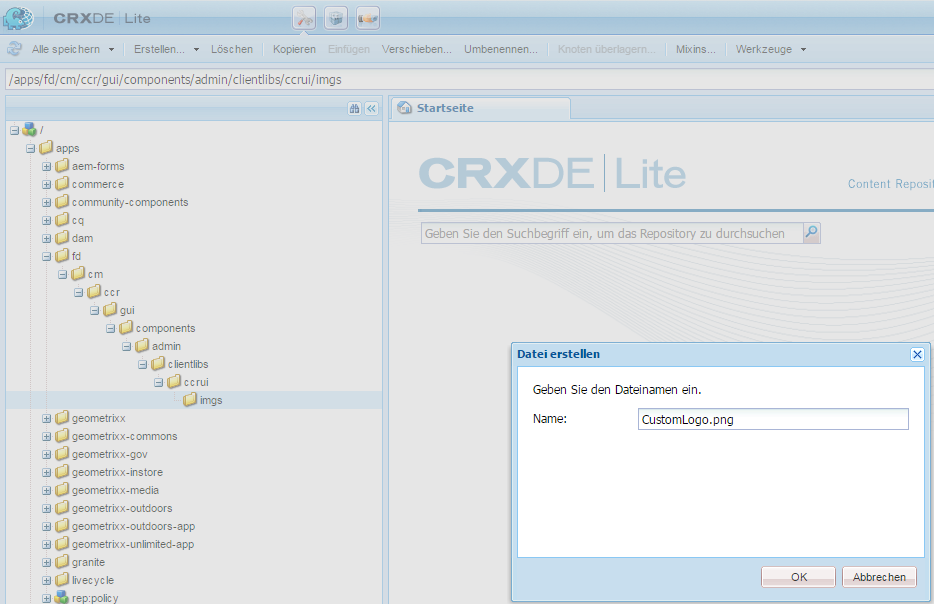 CRXDE | Lite
Alle speichern Erstellen... Löschen Kopieren Einfügen Verschieben... Umbenennen... Knoten überlagern... Mixins... Werkzeuge
/apps/fd/cm/ccr/gui/components/admin/clientlibs/ccrui/imgs
/
apps
aem-forms
commerce
community-components
cq
dam
fd
cm
ccr
gui
components
admin
clientlibs
ccrui
imgs
geometrixx
geometrixx-commons
geometrixx-gov
geometrixx-instore
geometrixx-media
geometrixx-outdoors
geometrixx-outdoors-app
geometrixx-unlimited-app
granite
livecycle
rep:policy
Startseite
CRXDE | Lite
Content Reposit
Geben Sie den Suchbegriff ein, um das Repository zu durchsuchen
Datei erstellen
Geben Sie den Dateinamen ein.
Name: CustomLogo.png
OK Abbrechen